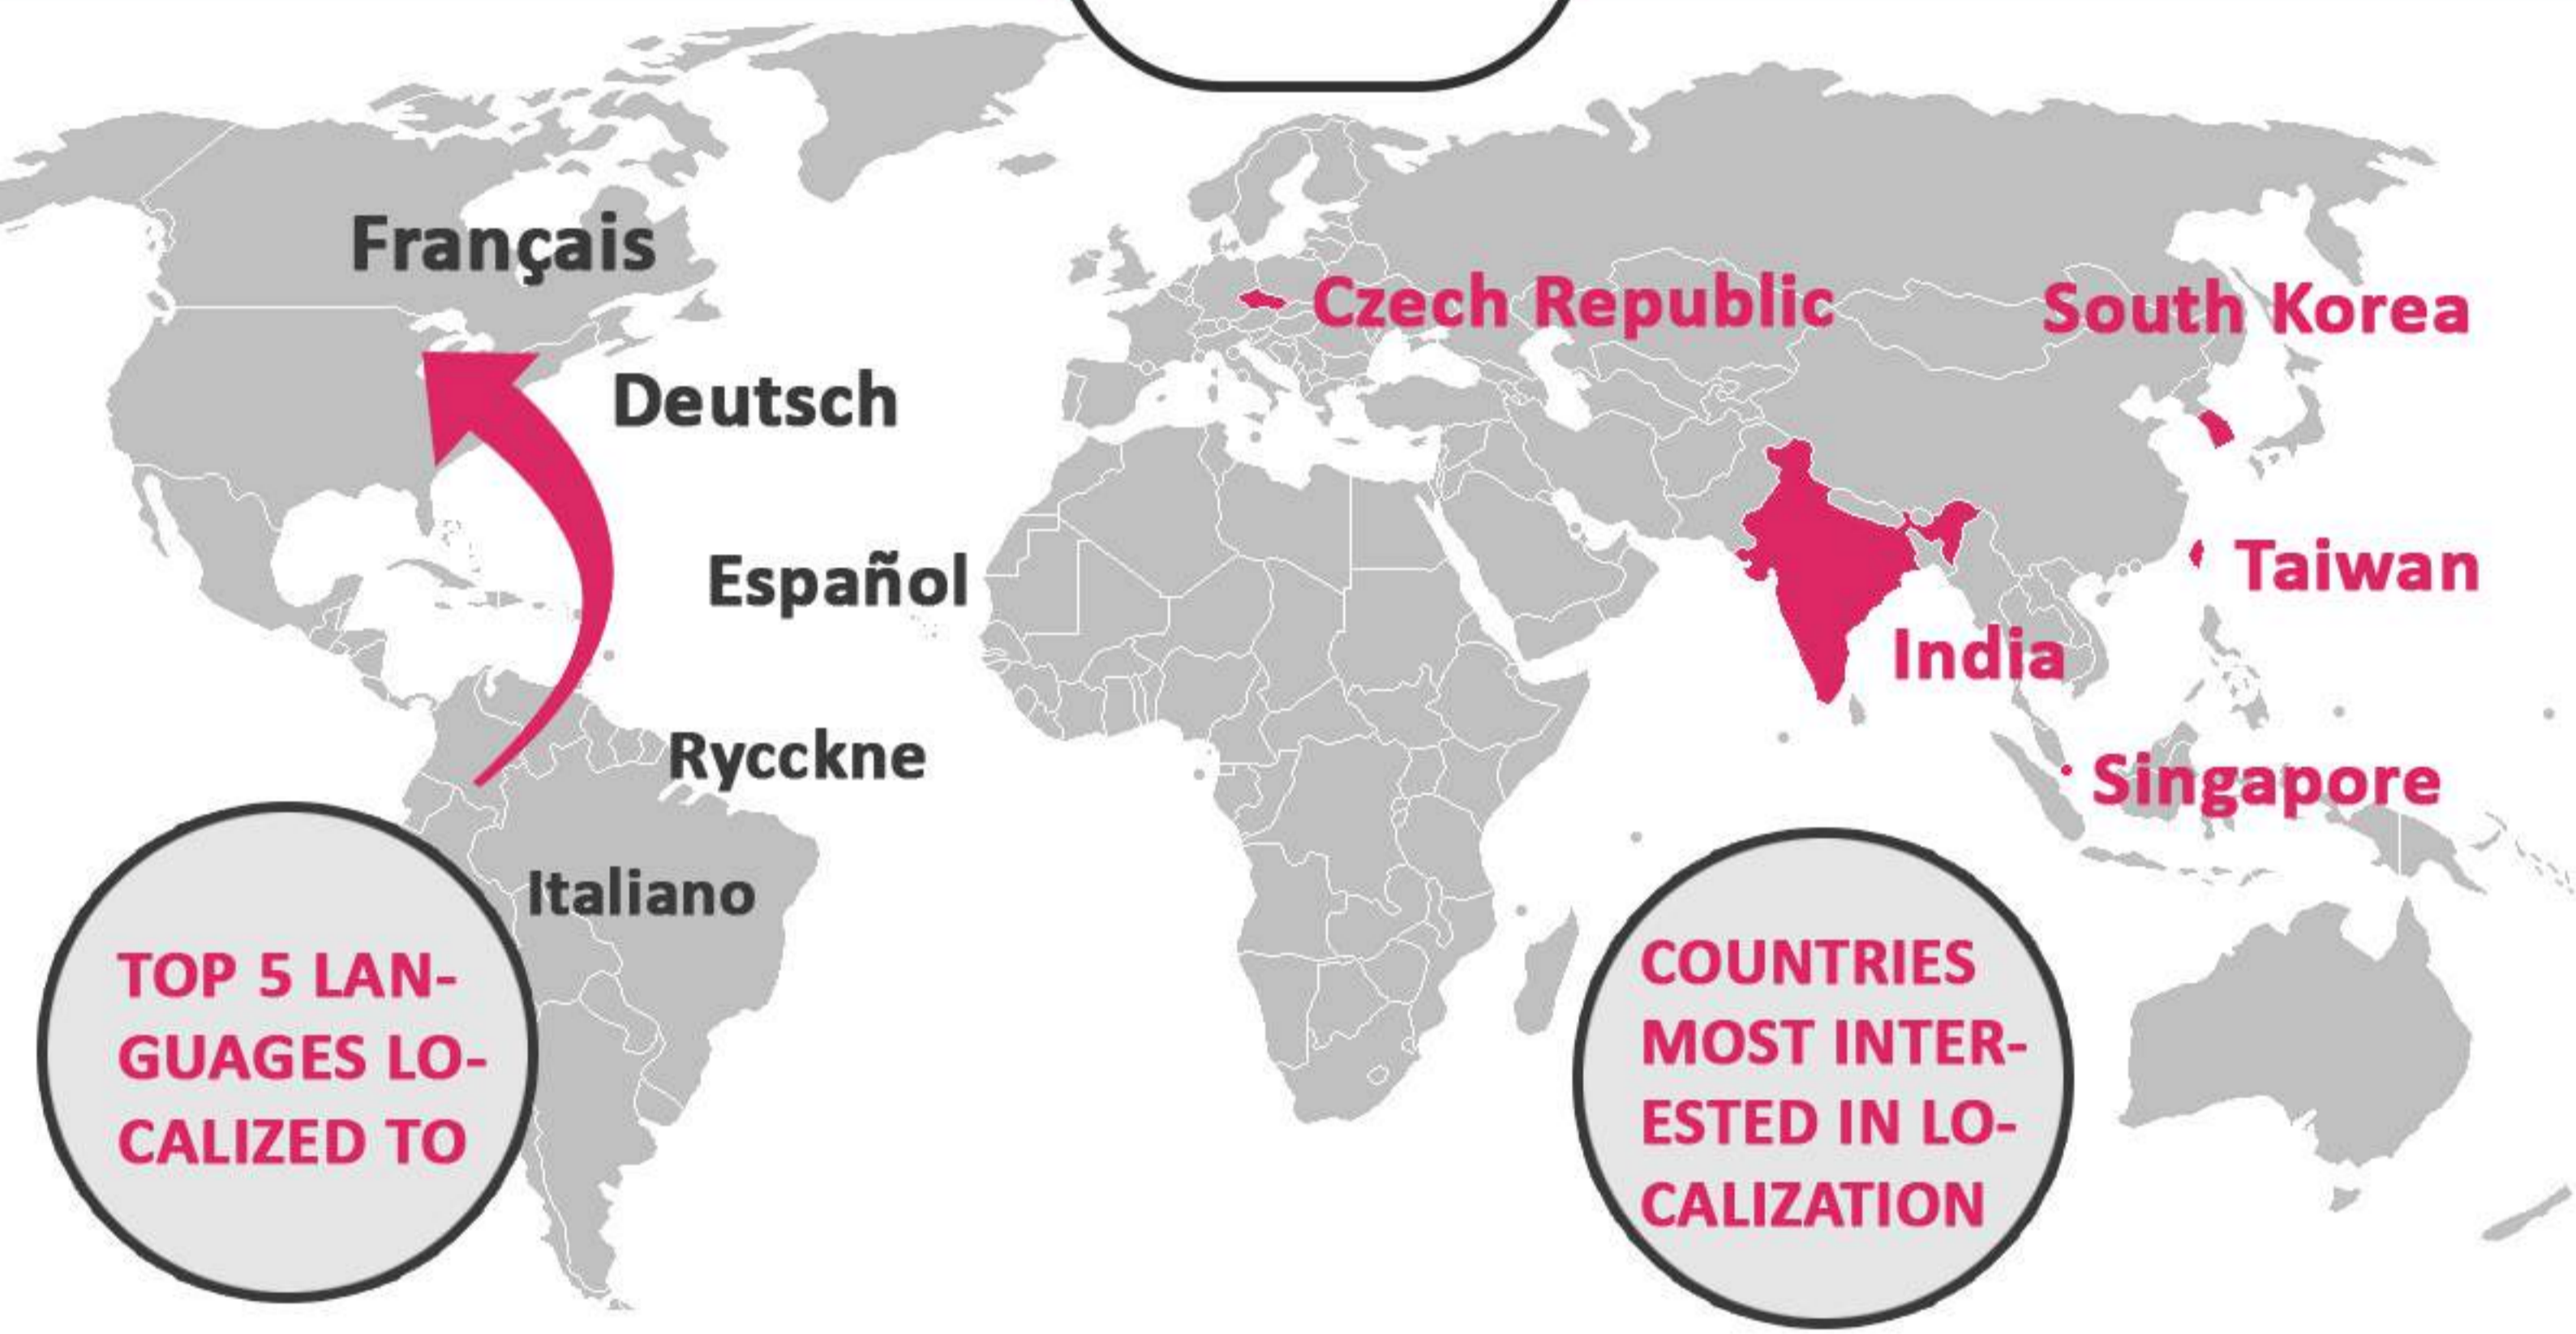 Français
Deutsch
Español
Rycckne
Italiano
TOP 5 LAN-
GUAGES LO-
CALIZED TO
Czech Republic
South Korea
Taiwan
India
Singapore
COUNTRIES
MOST INTER-
ESTED IN LO-
CALIZATION